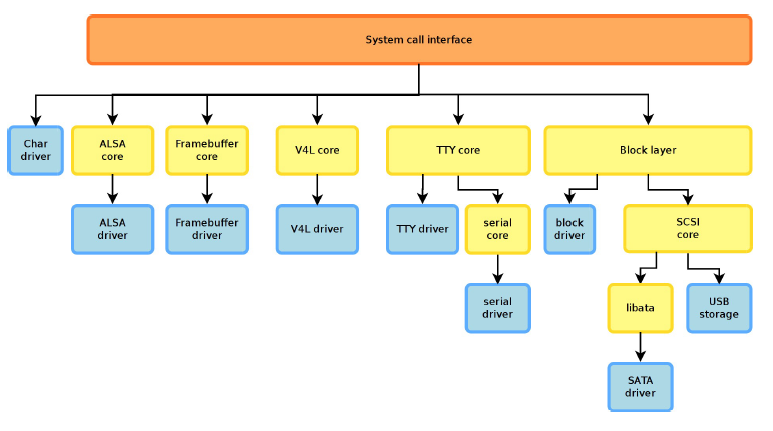 System call interface
Char
driver
ALSA
core
Framebuffer
core
V4L core
TTY core
Block layer
ALSA
driver
Framebuffer
driver
V4L driver
TTY driver
serial
core
block
driver
SCSI
core
serial
driver
libata
USB
storage
SATA
driver